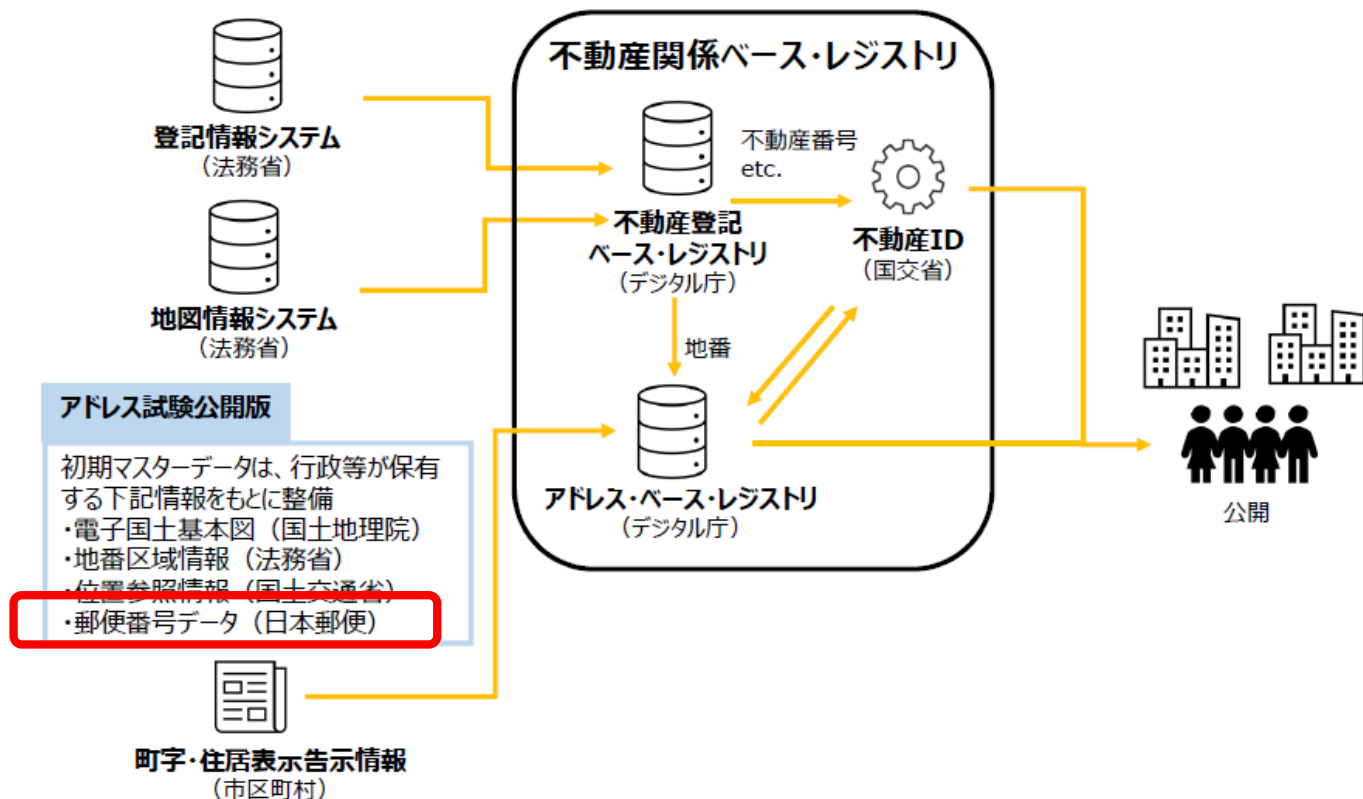 不動産関係ベース・レジストリ
登記情報システム
（法務省）
不動産番号
etc.
不動産登記
ベース・レジストリ
（デジタル庁）
不動産ID
（国交省）
地図情報システム
（法務省）
地番
アドレス試験公開版
初期マスターデータは、行政等が保有
する下記情報をもとに整備
・電子国土基本図（国土地理院）
・地番区域情報（法務省）
・位置参照情報（国土交通省）
・郵便番号データ（日本郵便）
アドレス・ベース・レジストリ
（デジタル庁）
公開
町字・住居表示告示情報
（市区町村）